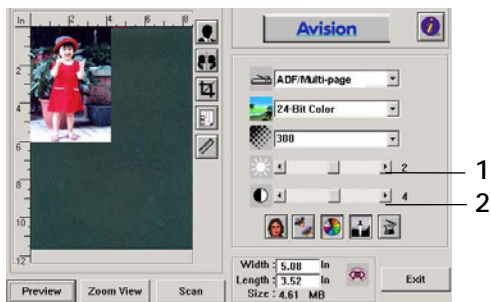 In 2 4 6 8
2
4
6
8
10
12
Avision
i
ADF/Multi-page
24-Bit Color
300
2
4
1
2
Width : 5.08 In
Length : 3.52 In
Size : 4.61 MB
Preview
Zoom View
Scan
Exit